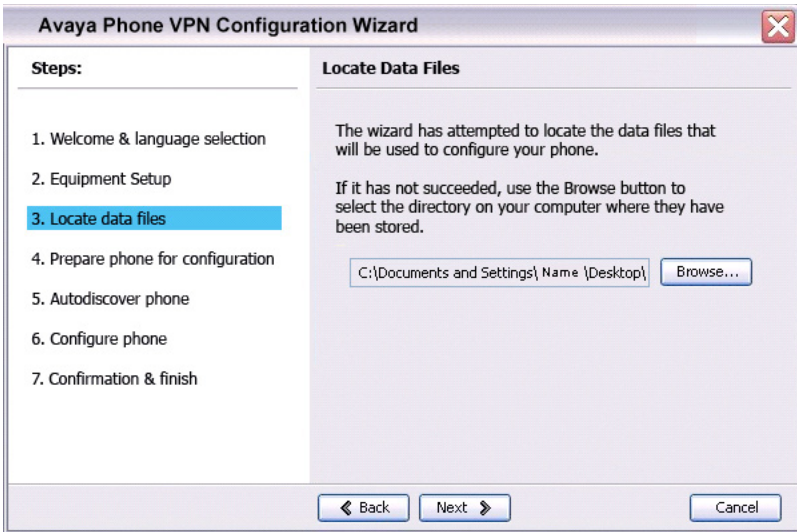 Avaya Phone VPN Configuration Wizard
Steps:
1. Welcome & language selection
2. Equipment Setup
3. Locate data files
4. Prepare phone for configuration
5. Autodiscover phone
6. Configure phone
7. Confirmation & finish
Locate Data Files
The wizard has attempted to locate the data files that
will be used to configure your phone.
If it has not succeeded, use the Browse button to
select the directory on your computer where they have
been stored.
C:\Documents and Settings\ Name \Desktop\
Browse...
Back
Next
Cancel